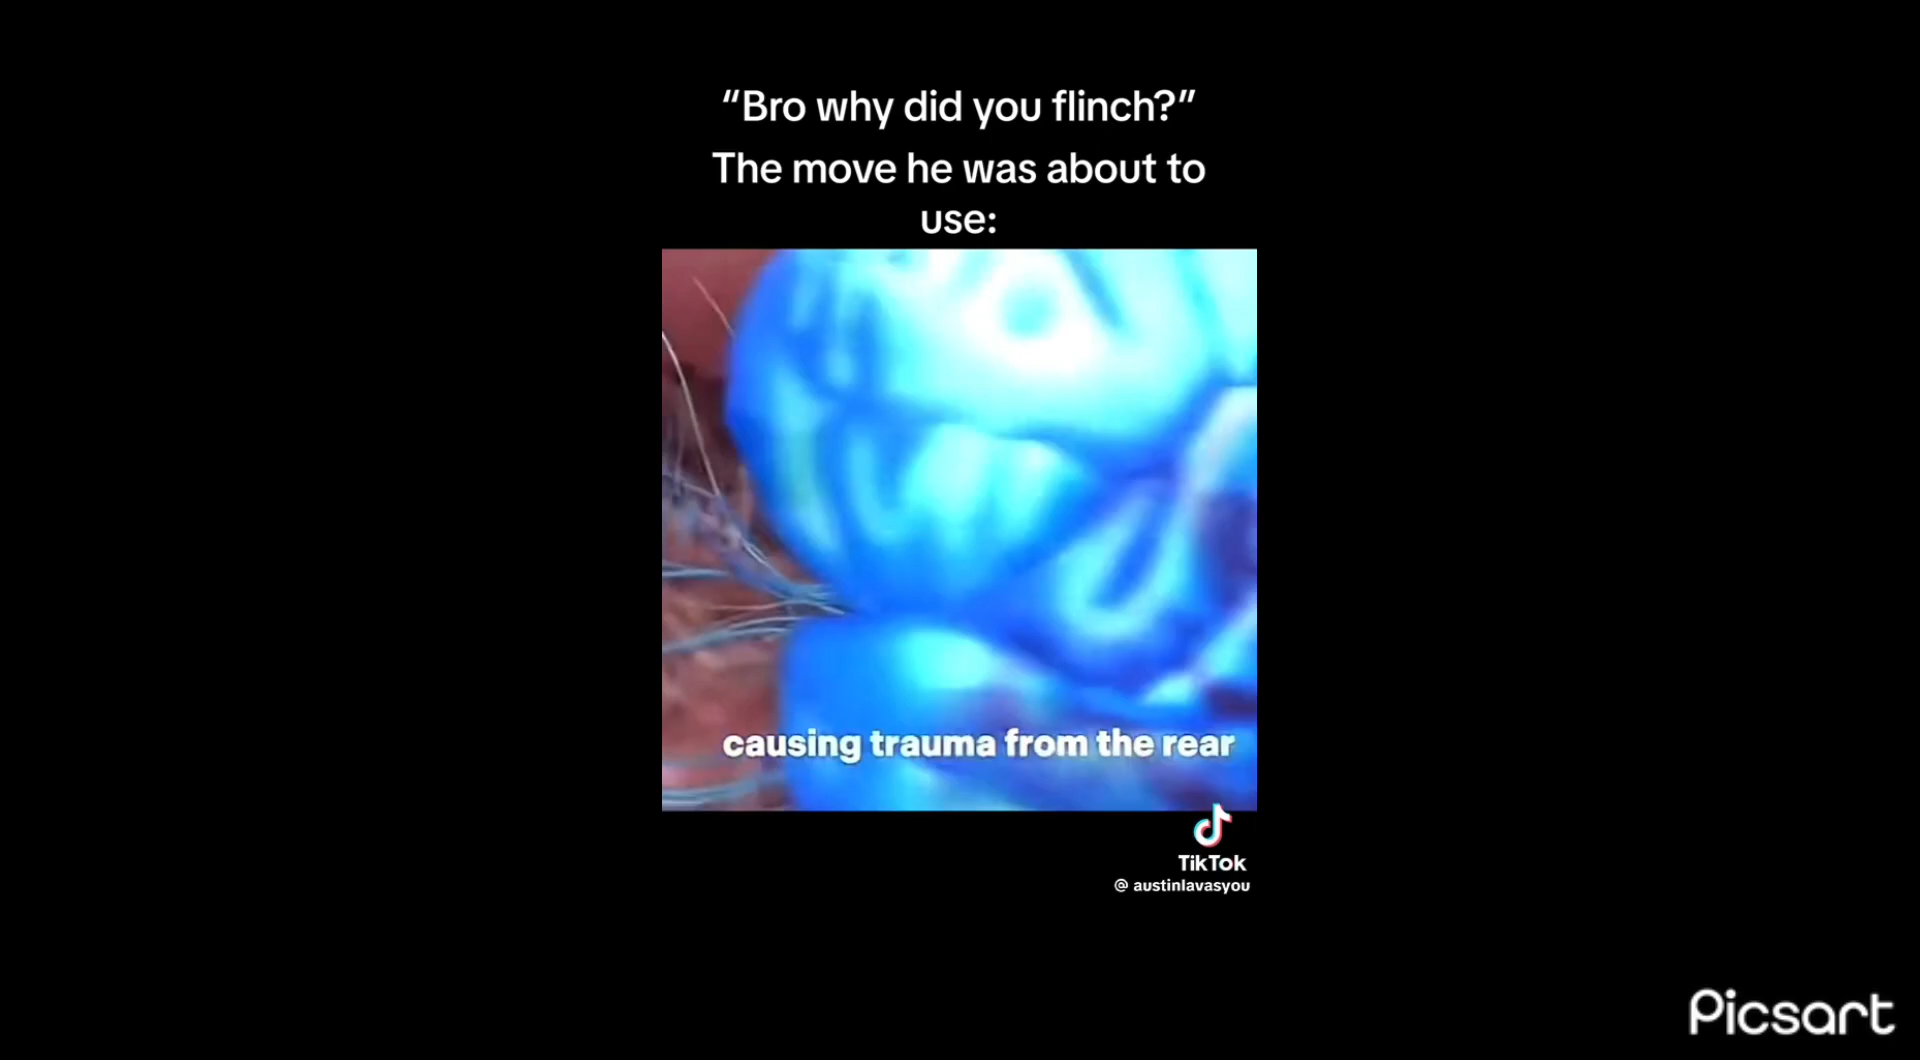 “Bro why did you flinch?”
The move he was about to
use:
causing trauma from the rear
TikTok
@ austinlavasyou
Picsart